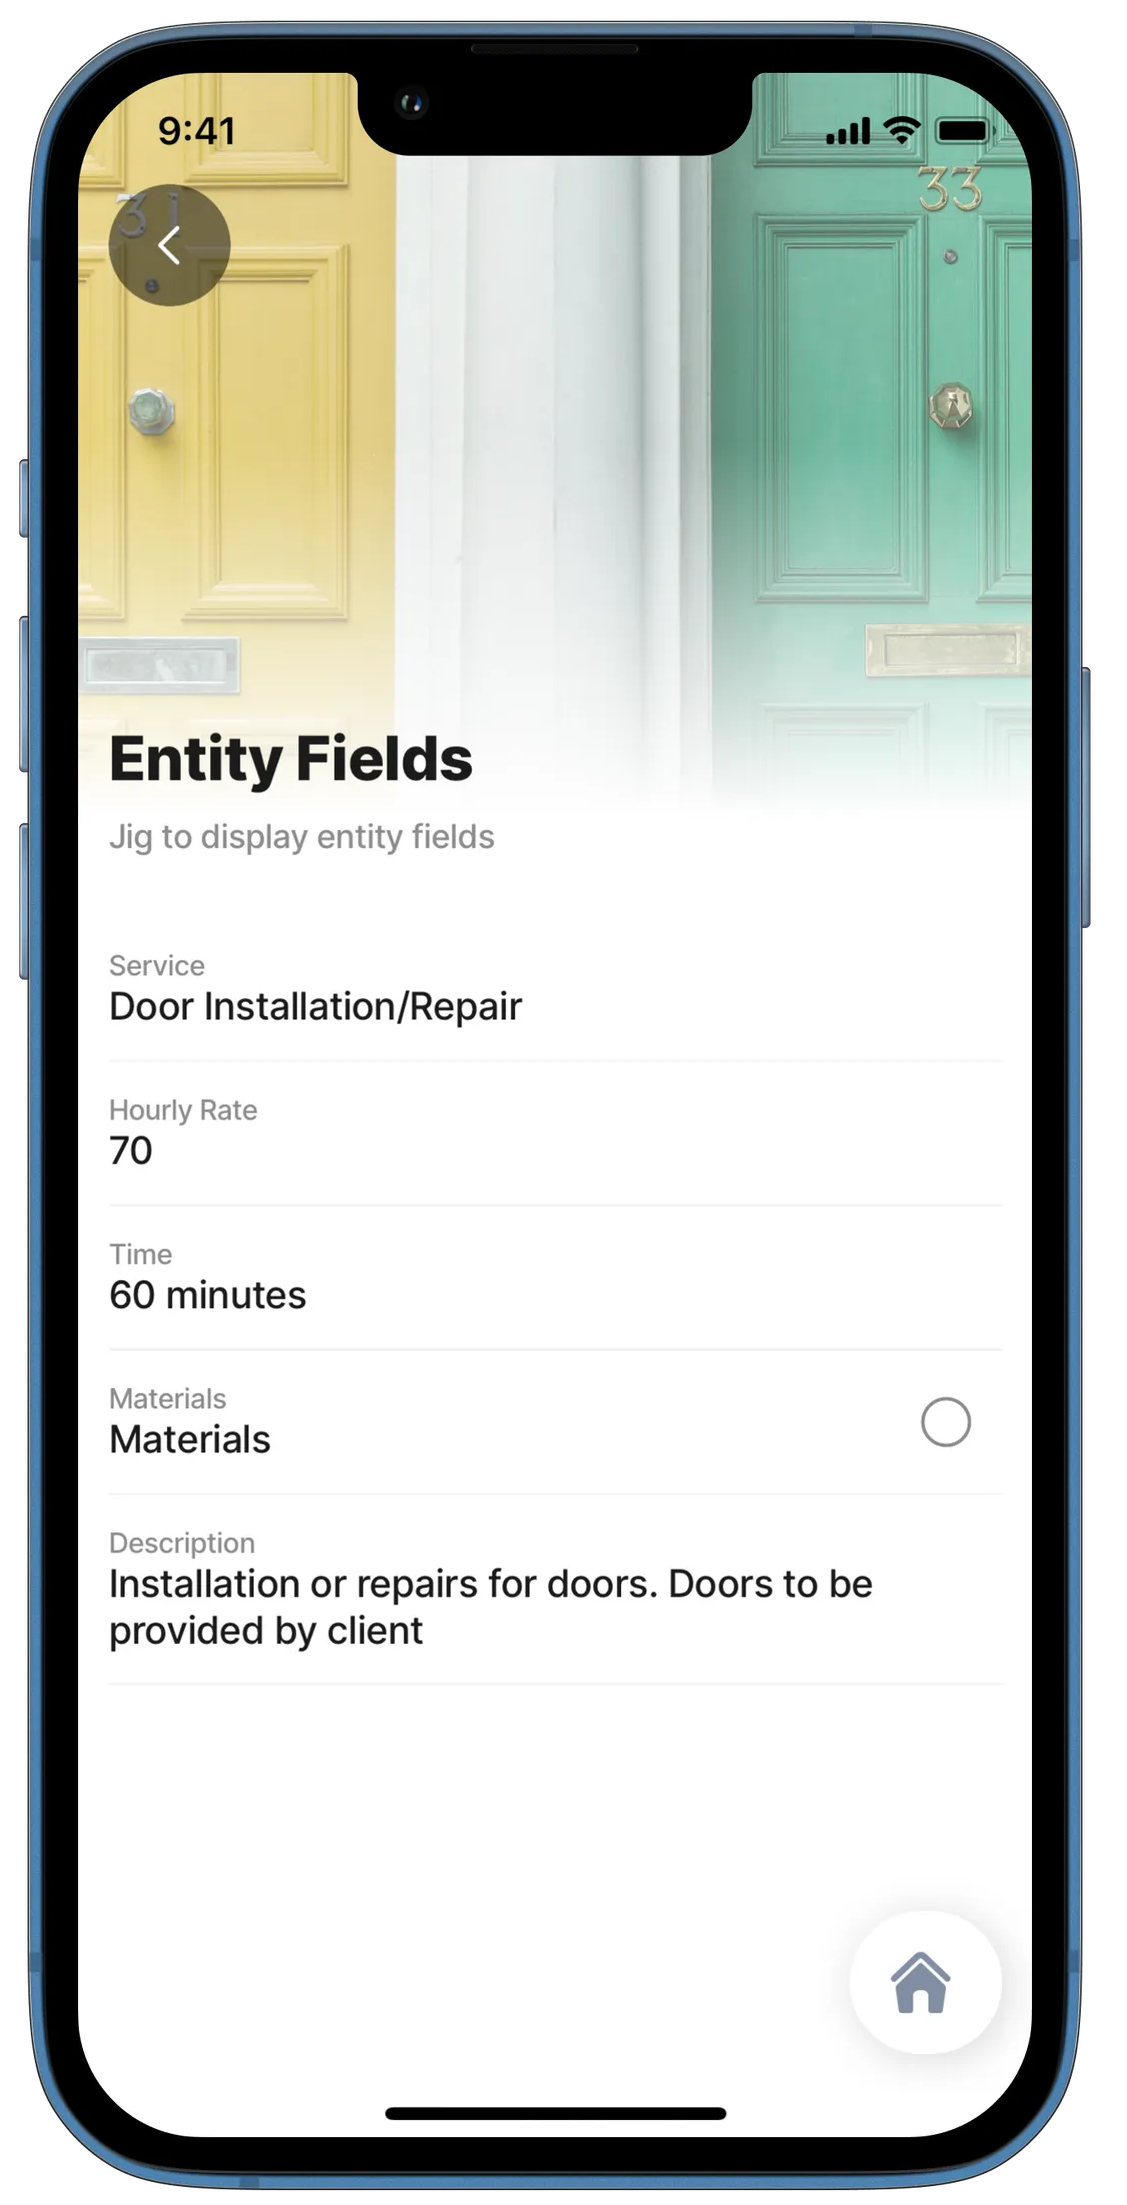 9:41
31
33
Entity Fields
Jig to display entity fields
Service
Door Installation/Repair
Hourly Rate
70
Time
60 minutes
Materials
Materials
Description
Installation or repairs for doors. Doors to be
provided by client